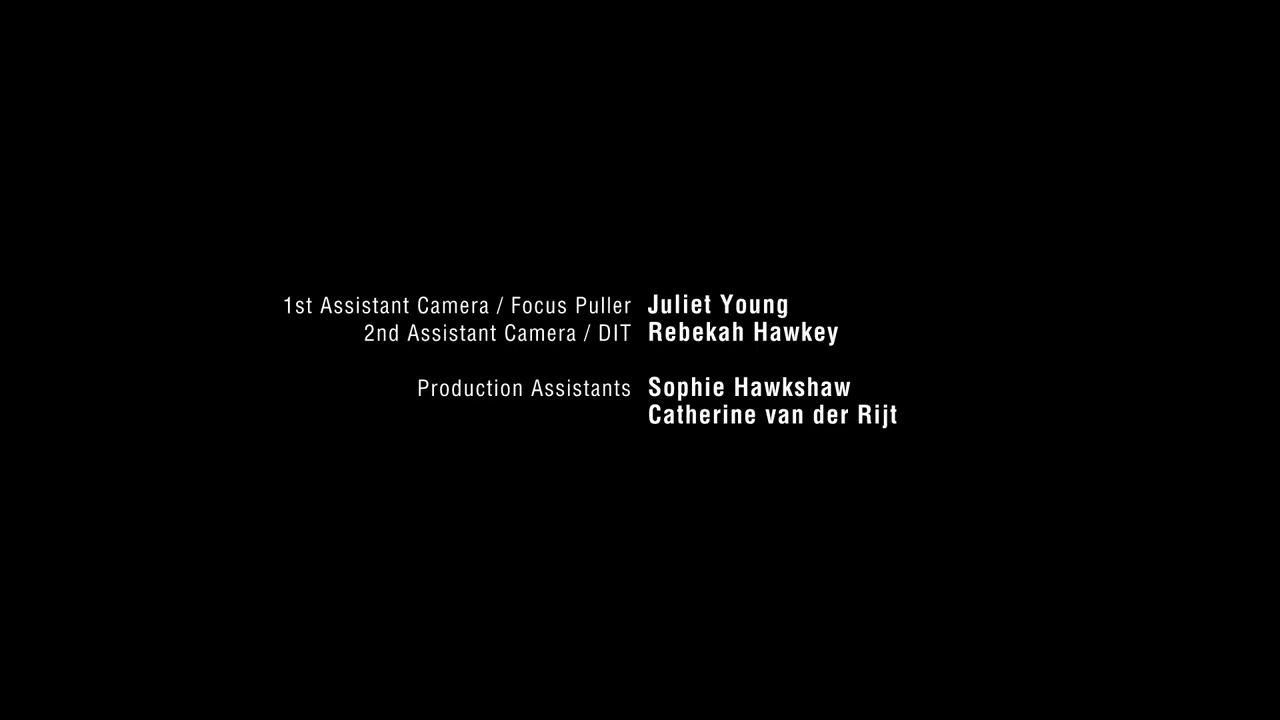 1st Assistant Camera / Focus Puller Juliet Young
2nd Assistant Camera / DIT Rebekah Hawkey
Production Assistants Sophie Hawkshaw
Catherine van der Rijt